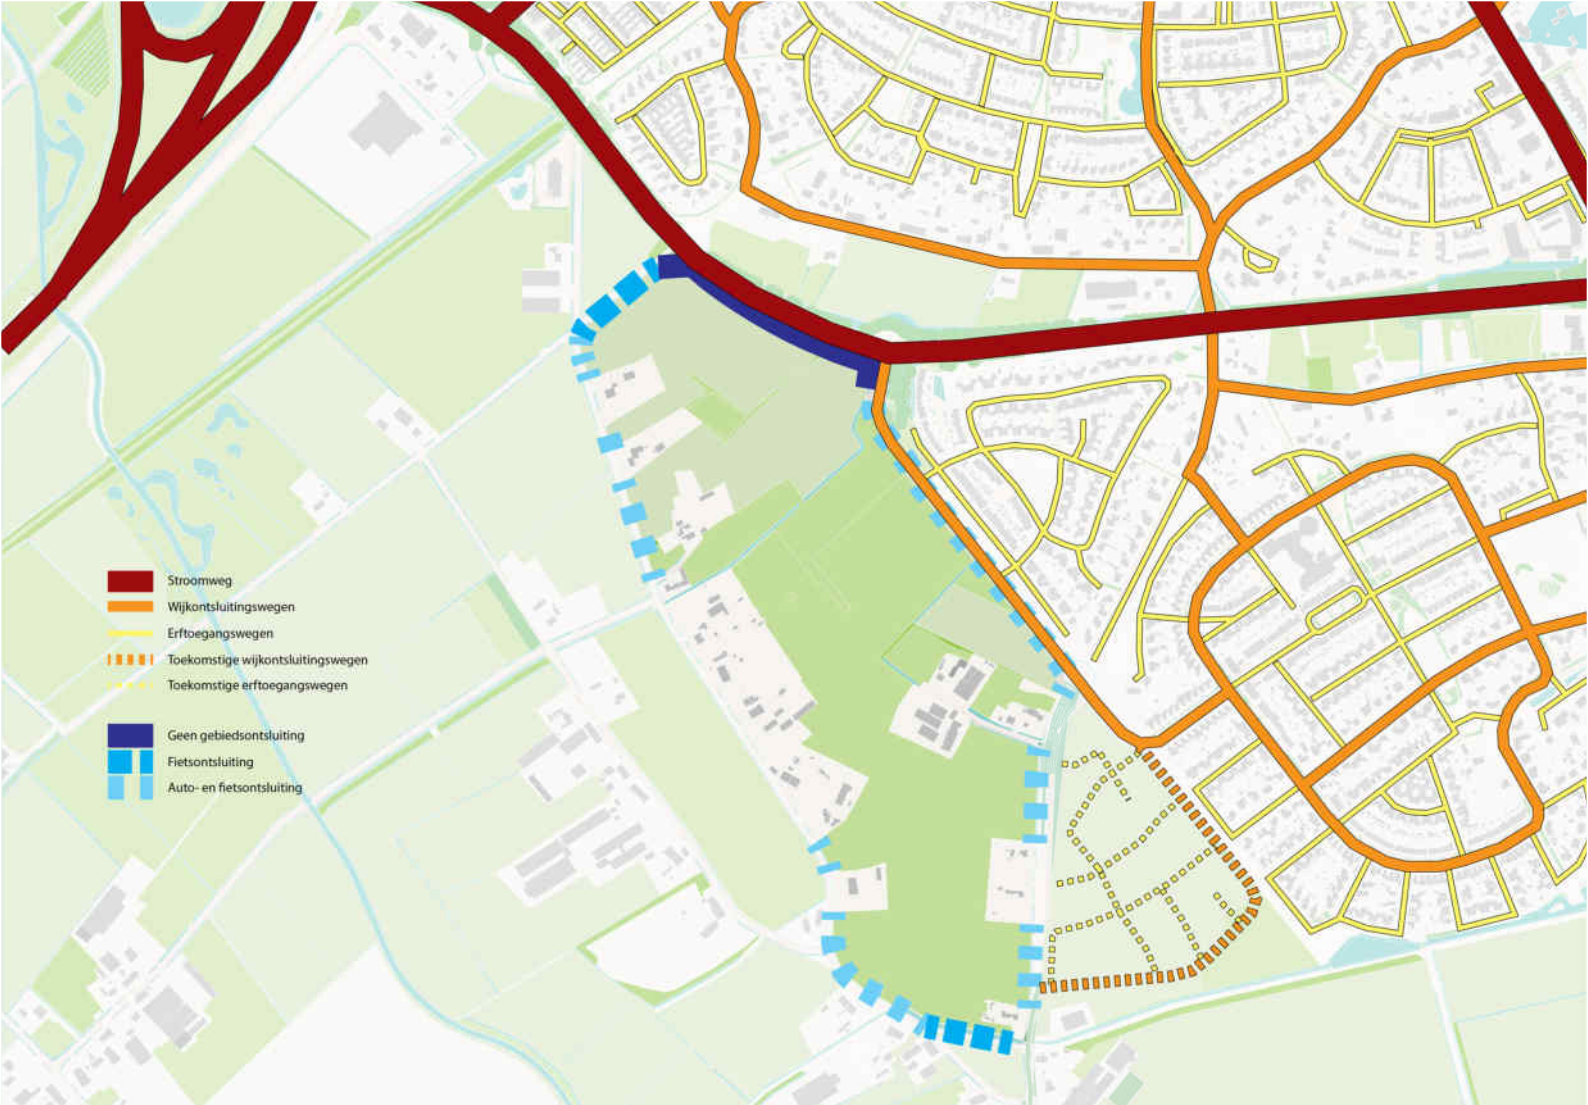 Stroomweg
Wijkontsluitingswegen
Erftoegangswegen
Toekomstige wijkontsluitingswegen
Toekomstige erftoegangswegen
Geen gebiedsontsluiting
Fietsontsluiting
Auto- en fietsontsluiting